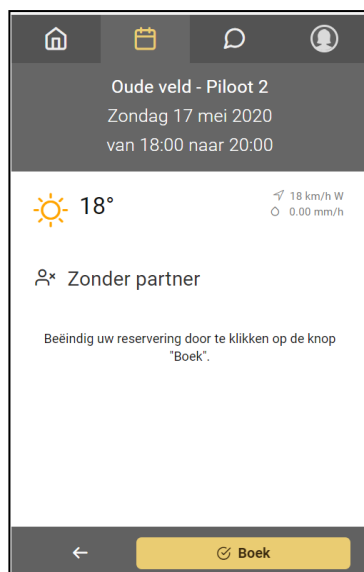 Oude veld - Piloot 2
Zondag 17 mei 2020
van 18:00 naar 20:00
18°
18 km/h W
0.00 mm/h
Zonder partner
Beëindig uw reservering door te klikken op de knop
"Boek".
Boek